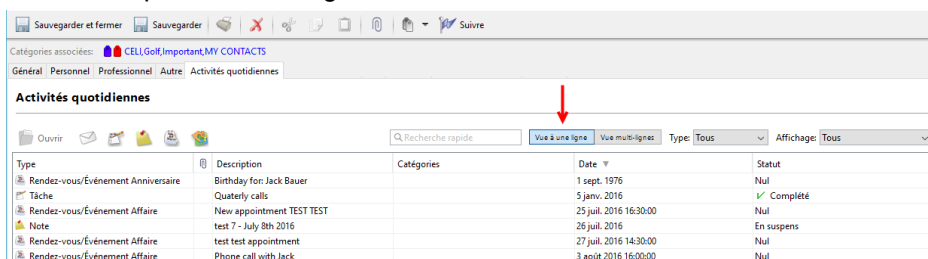 Sauvegarder et fermer Sauvegarder Suivre
Catégories associées: CELI,Golf,Important,MY CONTACTS
Général Personnel Professionnel Autre Activités quotidiennes
Activités quotidiennes
Ouvrir Recherche rapide Vue à une ligne Vue multi-lignes Type: Tous Affichage: Tous
Type Description Catégories Date Statut
Rendez-vous/Événement Anniversaire Birthday for: Jack Bauer 1 sept. 1976 Nul
Tâche Quaterly calls 5 janv. 2016 Complété
Rendez-vous/Événement Affaire New appointment TEST TEST 25 juil. 2016 16:30:00 Nul
Note test 7 - July 8th 2016 26 juil. 2016 En suspens
Rendez-vous/Événement Affaire test test appointment 27 juil. 2016 14:30:00 Nul
Rendez-vous/Événement Affaire Phone call with Jack 3 août 2016 16:00:00 Nul